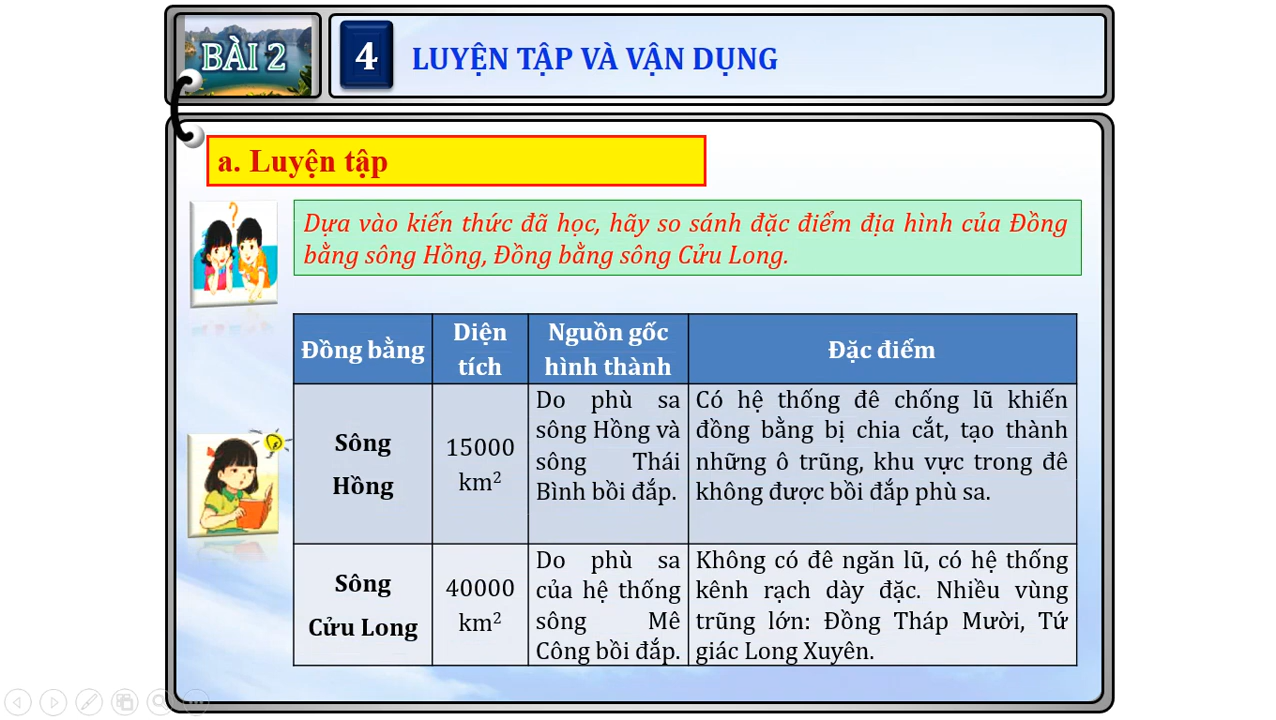 BÀI 2
4
LUYỆN TẬP VÀ VẬN DỤNG
a. Luyện tập
?
Dựa vào kiến thức đã học, hãy so sánh đặc điểm địa hình của Đồng
bằng sông Hồng, Đồng bằng sông Cửu Long.
Đồng bằng
Diện
tích
Nguồn gốc
hình thành
Đặc điểm
Sông
Hồng
15000
km²
Do phù sa
sông Hồng và
sông Thái
Bình bồi đắp.
Có hệ thống đê chống lũ khiến
đồng bằng bị chia cắt, tạo thành
những ô trũng, khu vực trong đê
không được bồi đắp phù sa.
Sông
Cửu Long
40000
km²
Do phù sa
của hệ thống
sông Mê
Công bồi đắp.
Không có đê ngăn lũ, có hệ thống
kênh rạch dày đặc. Nhiều vùng
trũng lớn: Đồng Tháp Mười, Tứ
giác Long Xuyên.